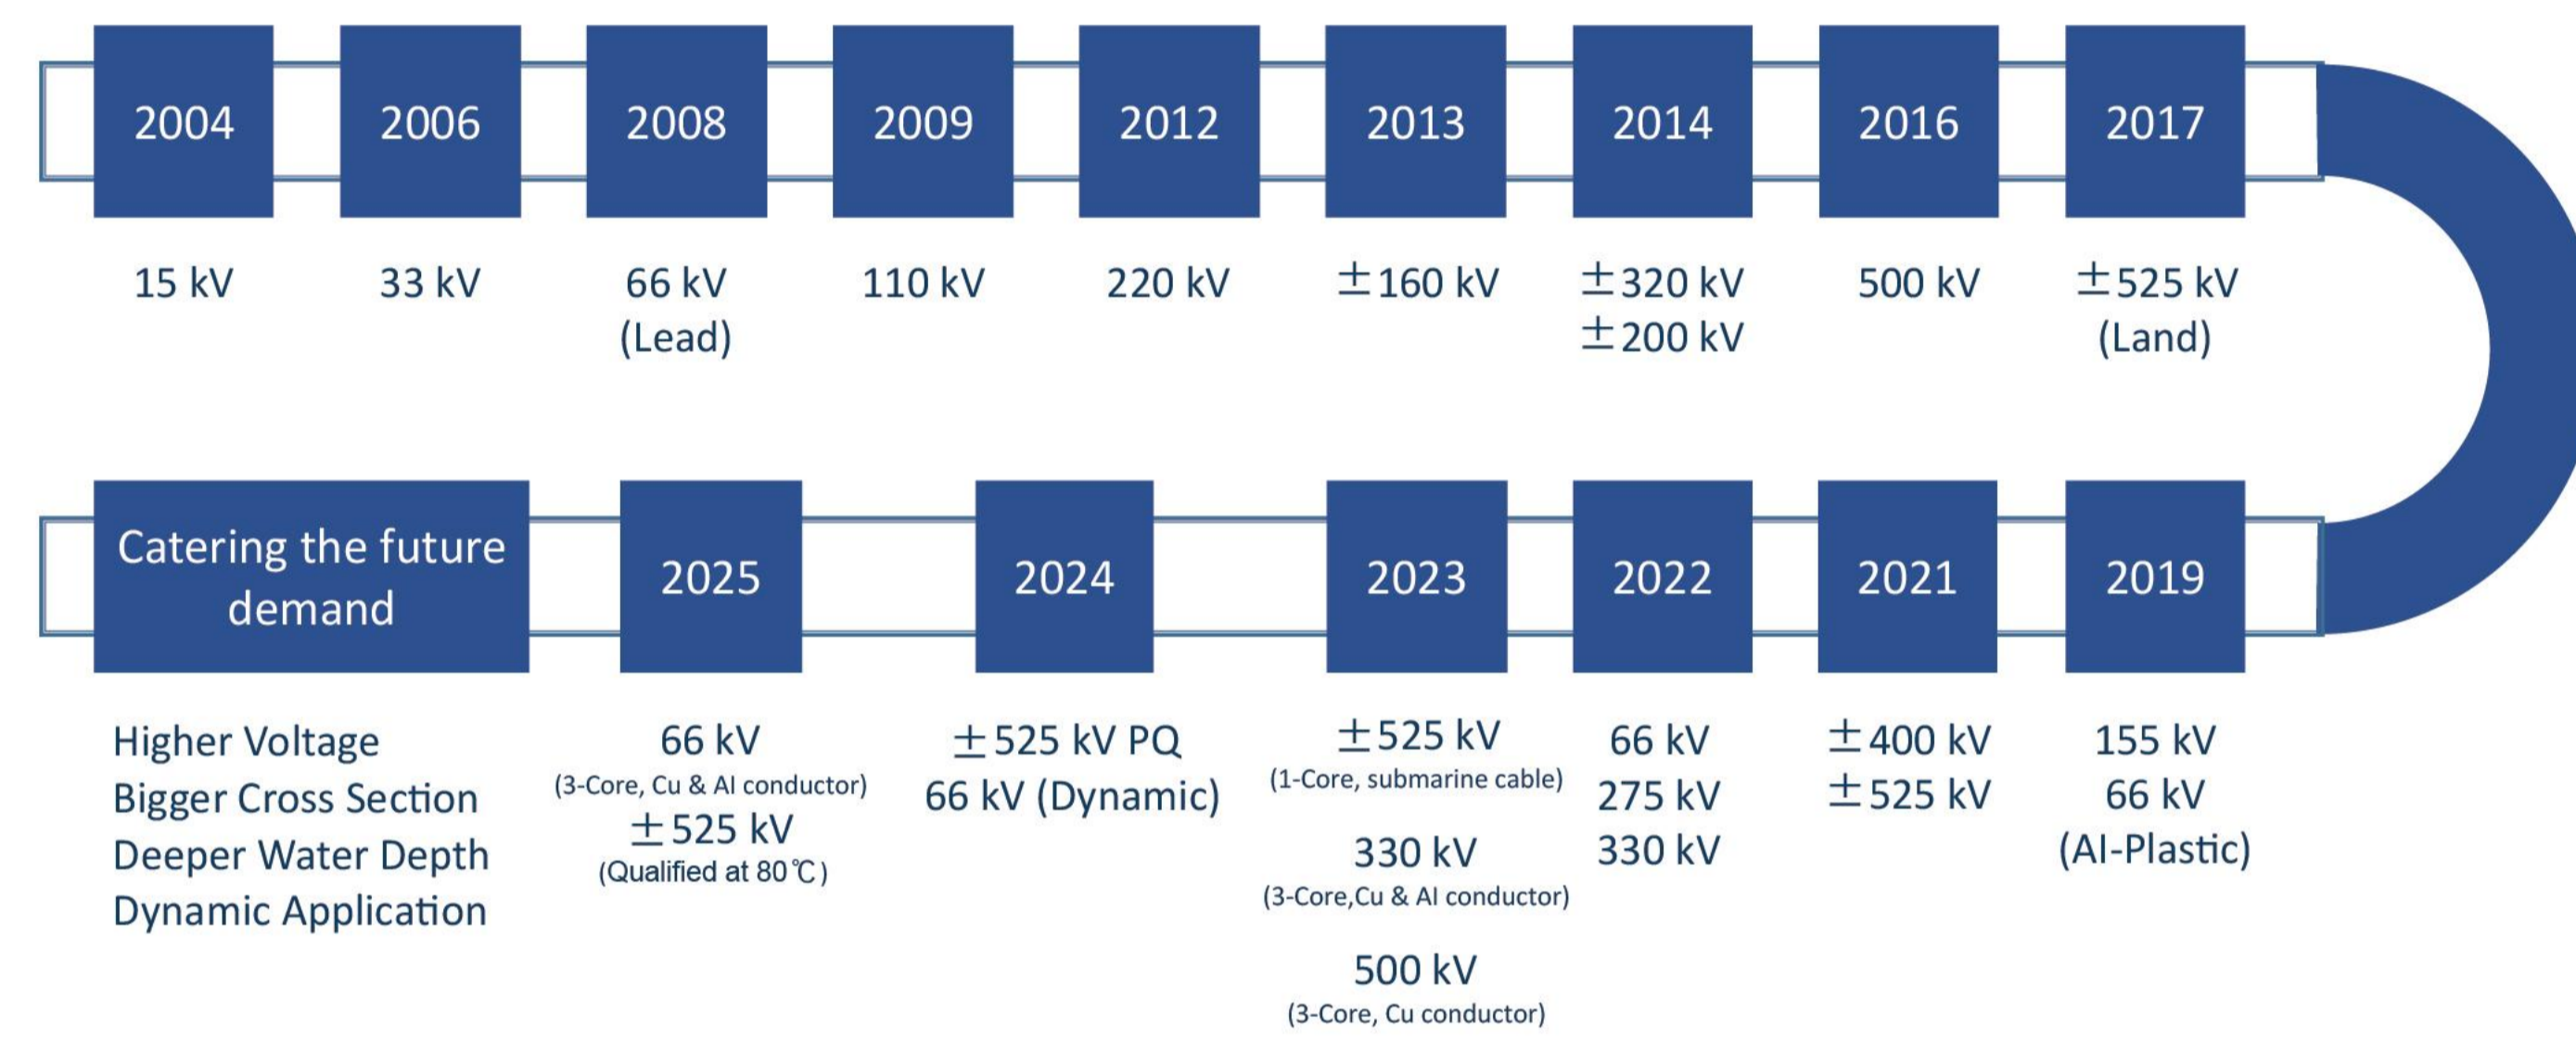 2004
2006
2008
2009
2012
2013
2014
2016
2017
15 kV
33 kV
66 kV
(Lead)
110 kV
220 kV
±160 kV
±320 kV
±200 kV
500 kV
±525 kV
(Land)
Catering the future
demand
2025
2024
2023
2022
2021
2019
Higher Voltage
Bigger Cross Section
Deeper Water Depth
Dynamic Application
66 kV
(3-Core, Cu & Al conductor)
±525 kV
(Qualified at 80℃)
±525 kV PQ
66 kV (Dynamic)
±525 kV
(1-Core, submarine cable)
330 kV
(3-Core,Cu & Al conductor)
500 kV
(3-Core, Cu conductor)
66 kV
275 kV
330 kV
±400 kV
±525 kV
155 kV
66 kV
(Al-Plastic)